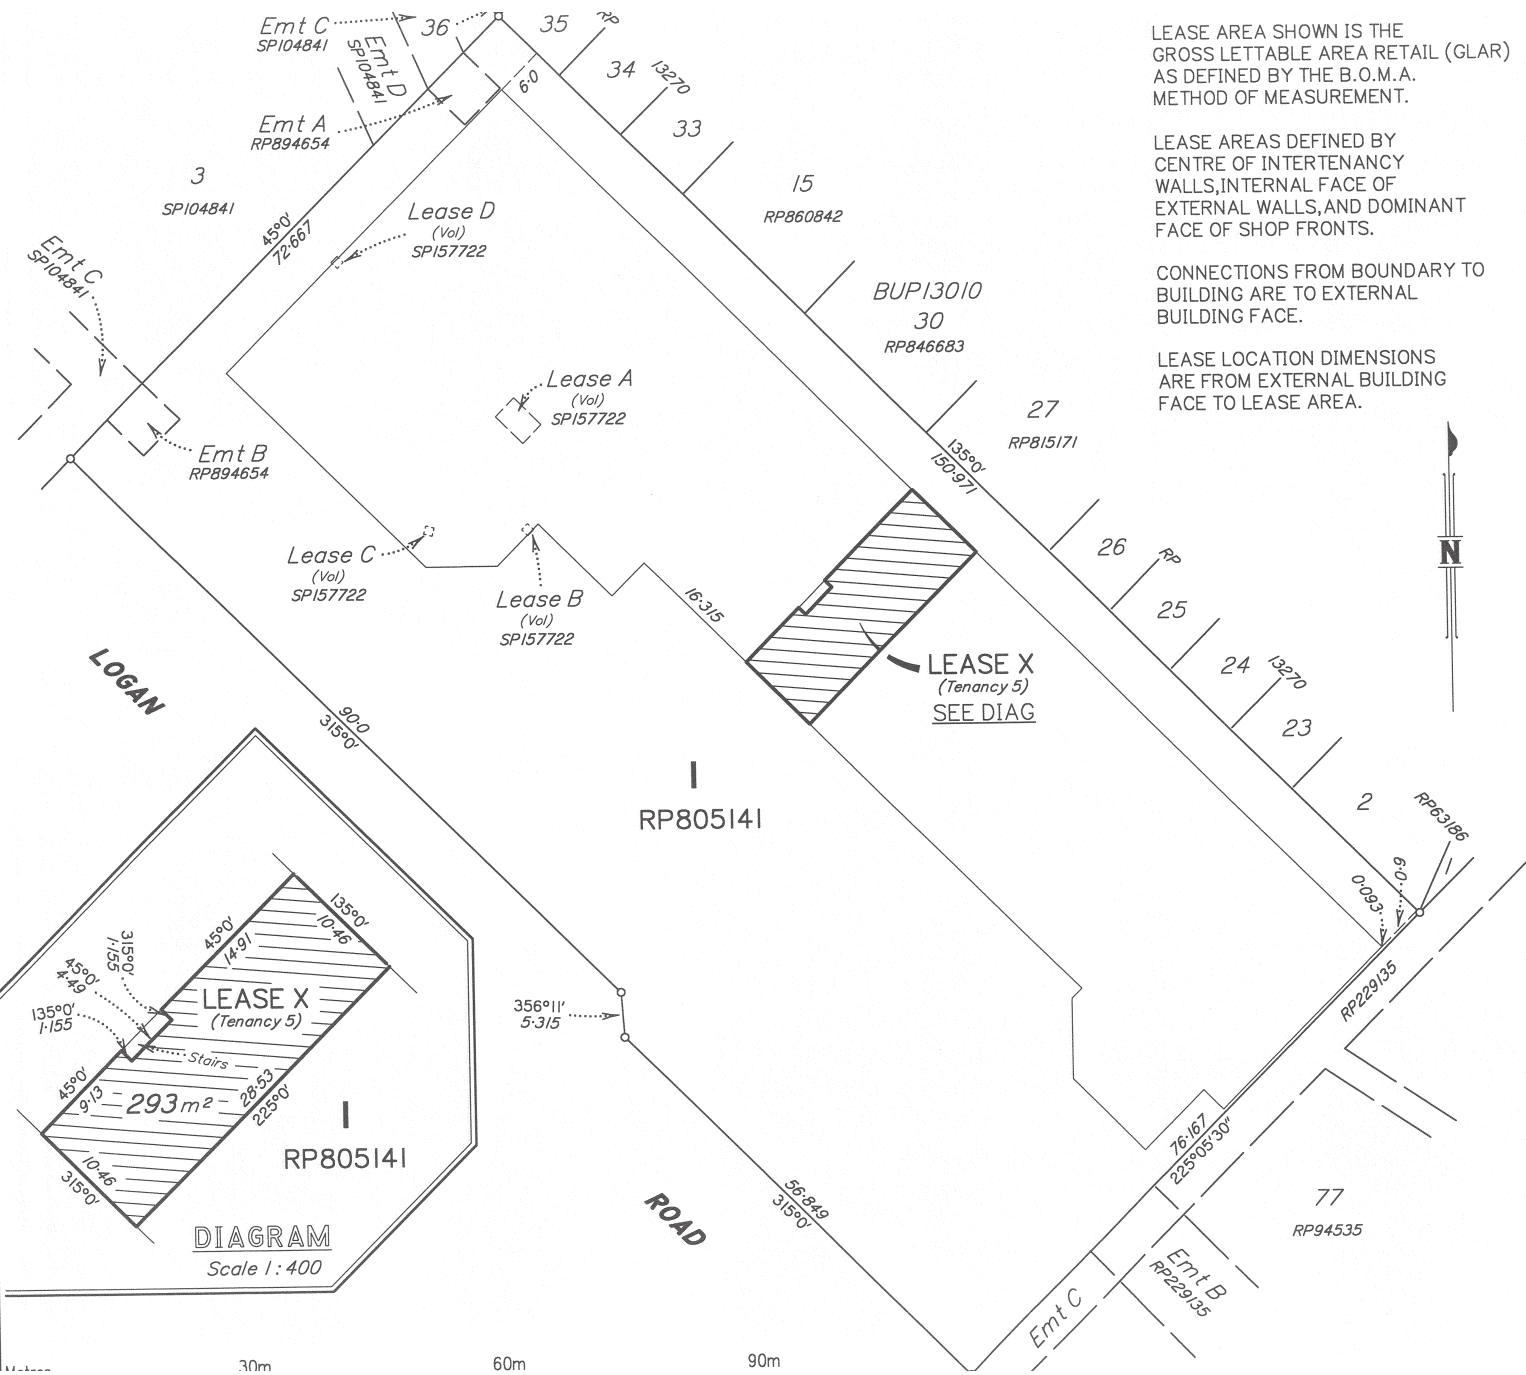 Emt C
SP104841
36
35
RP
Emt D
SP104841
34
13270
6·0
33
Emt A
RP894654
3
SP104841
15
RP860842
45°0'
72·667
Lease D
(Vol)
SP157722
Emt C
SP104841
BUP13010
30
RP846683
Lease A
(Vol)
SP157722
27
RP815171
135°0'
150·971
Emt B
RP894654
Lease C
(Vol)
SP157722
Lease B
(Vol)
SP157722
16·315
26
RP
25
24
13270
23
2
RP63186
LEASE X
(Tenancy 5)
SEE DIAG
LOGAN
90·0
315°0'
1
RP805141
0·093
6·0
1
RP229135
356°11'
5·315
76·167
225°05'30"
56·849
315°0'
ROAD
77
RP94535
Emt B
RP229135
Emt C
LEASE AREA SHOWN IS THE
GROSS LETTABLE AREA RETAIL (GLAR)
AS DEFINED BY THE B.O.M.A.
METHOD OF MEASUREMENT.
LEASE AREAS DEFINED BY
CENTRE OF INTERTENANCY
WALLS,INTERNAL FACE OF
EXTERNAL WALLS,AND DOMINANT
FACE OF SHOP FRONTS.
CONNECTIONS FROM BOUNDARY TO
BUILDING ARE TO EXTERNAL
BUILDING FACE.
LEASE LOCATION DIMENSIONS
ARE FROM EXTERNAL BUILDING
FACE TO LEASE AREA.
N
135°0'
10·46
45°0'
14·91
315°0'
1·155
45°0'
4·49
135°0'
1·155
LEASE X
(Tenancy 5)
Stairs
45°0'
9·13
293m²
28·53
225°0'
1
RP805141
10·46
315°0'
DIAGRAM
Scale 1:400
Metres
30m
60m
90m